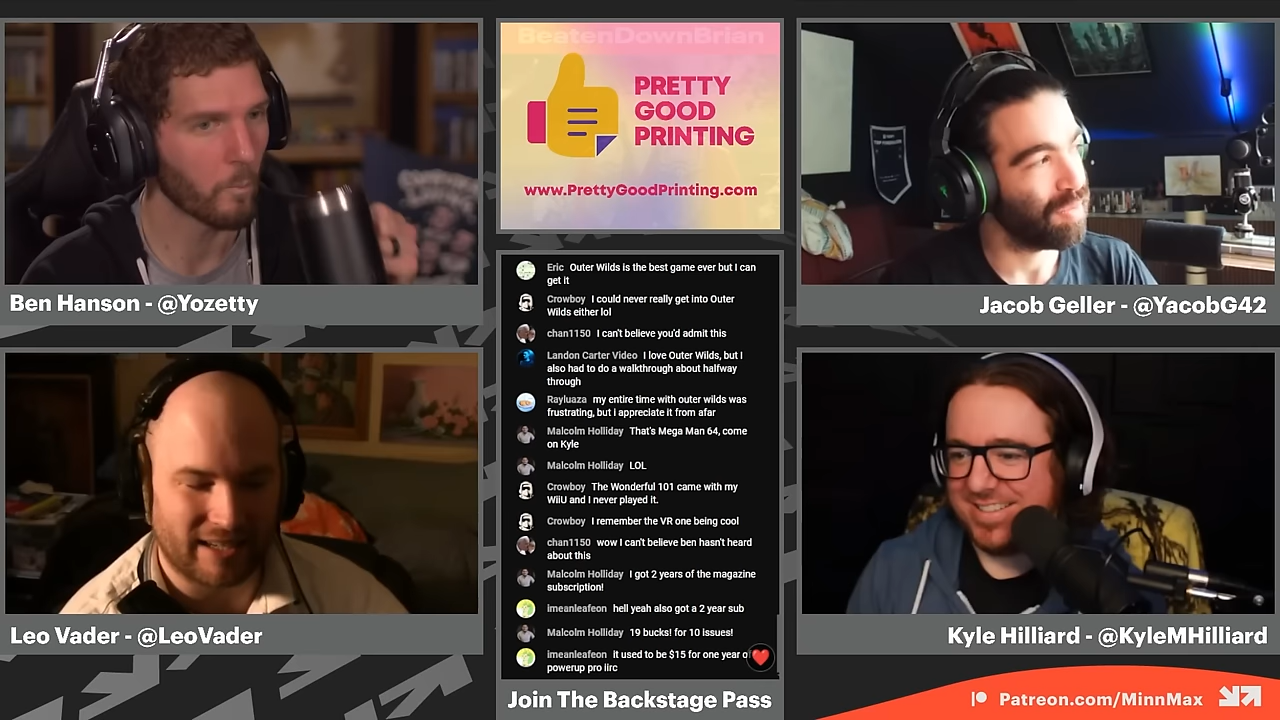 BeatenDownBrian
PRETTY
GOOD
PRINTING
www.PrettyGoodPrinting.com
Ben Hanson - @Yozetty
Jacob Geller - @YacobG42
Eric Outer Wilds is the best game ever but I can
get it
Crowboy I could never really get into Outer
Wilds either lol
chan1150 I can't believe you'd admit this
Landon Carter Video I love Outer Wilds, but I
also had to do a walkthrough about halfway
through
Rayluaza my entire time with outer wilds was
frustrating, but i appreciate it from afar
Malcolm Holliday That's Mega Man 64, come
on Kyle
Malcolm Holliday LOL
Crowboy The Wonderful 101 came with my
WiiU and I never played it.
Crowboy I remember the VR one being cool
chan1150 wow I can't believe ben hasn't heard
about this
Malcolm Holliday I got 2 years of the magazine
subscription!
imeanleafeon hell yeah also got a 2 year sub
Malcolm Holliday 19 bucks! for 10 issues!
imeanleafeon it used to be $15 for one year o
powerup pro iirc
Leo Vader - @LeoVader
Kyle Hilliard - @KyleMHilliard
Join The Backstage Pass
Patreon.com/MinnMax